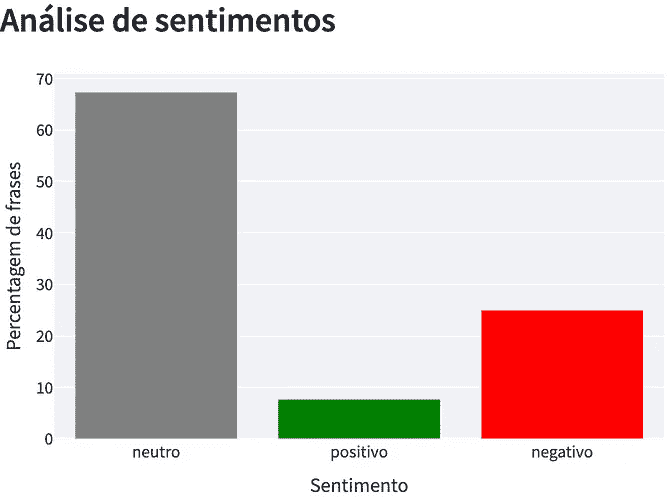 Análise de sentimentos
Percentagem de frases
70
60
50
40
30
20
10
0
neutro
positivo
negativo
Sentimento